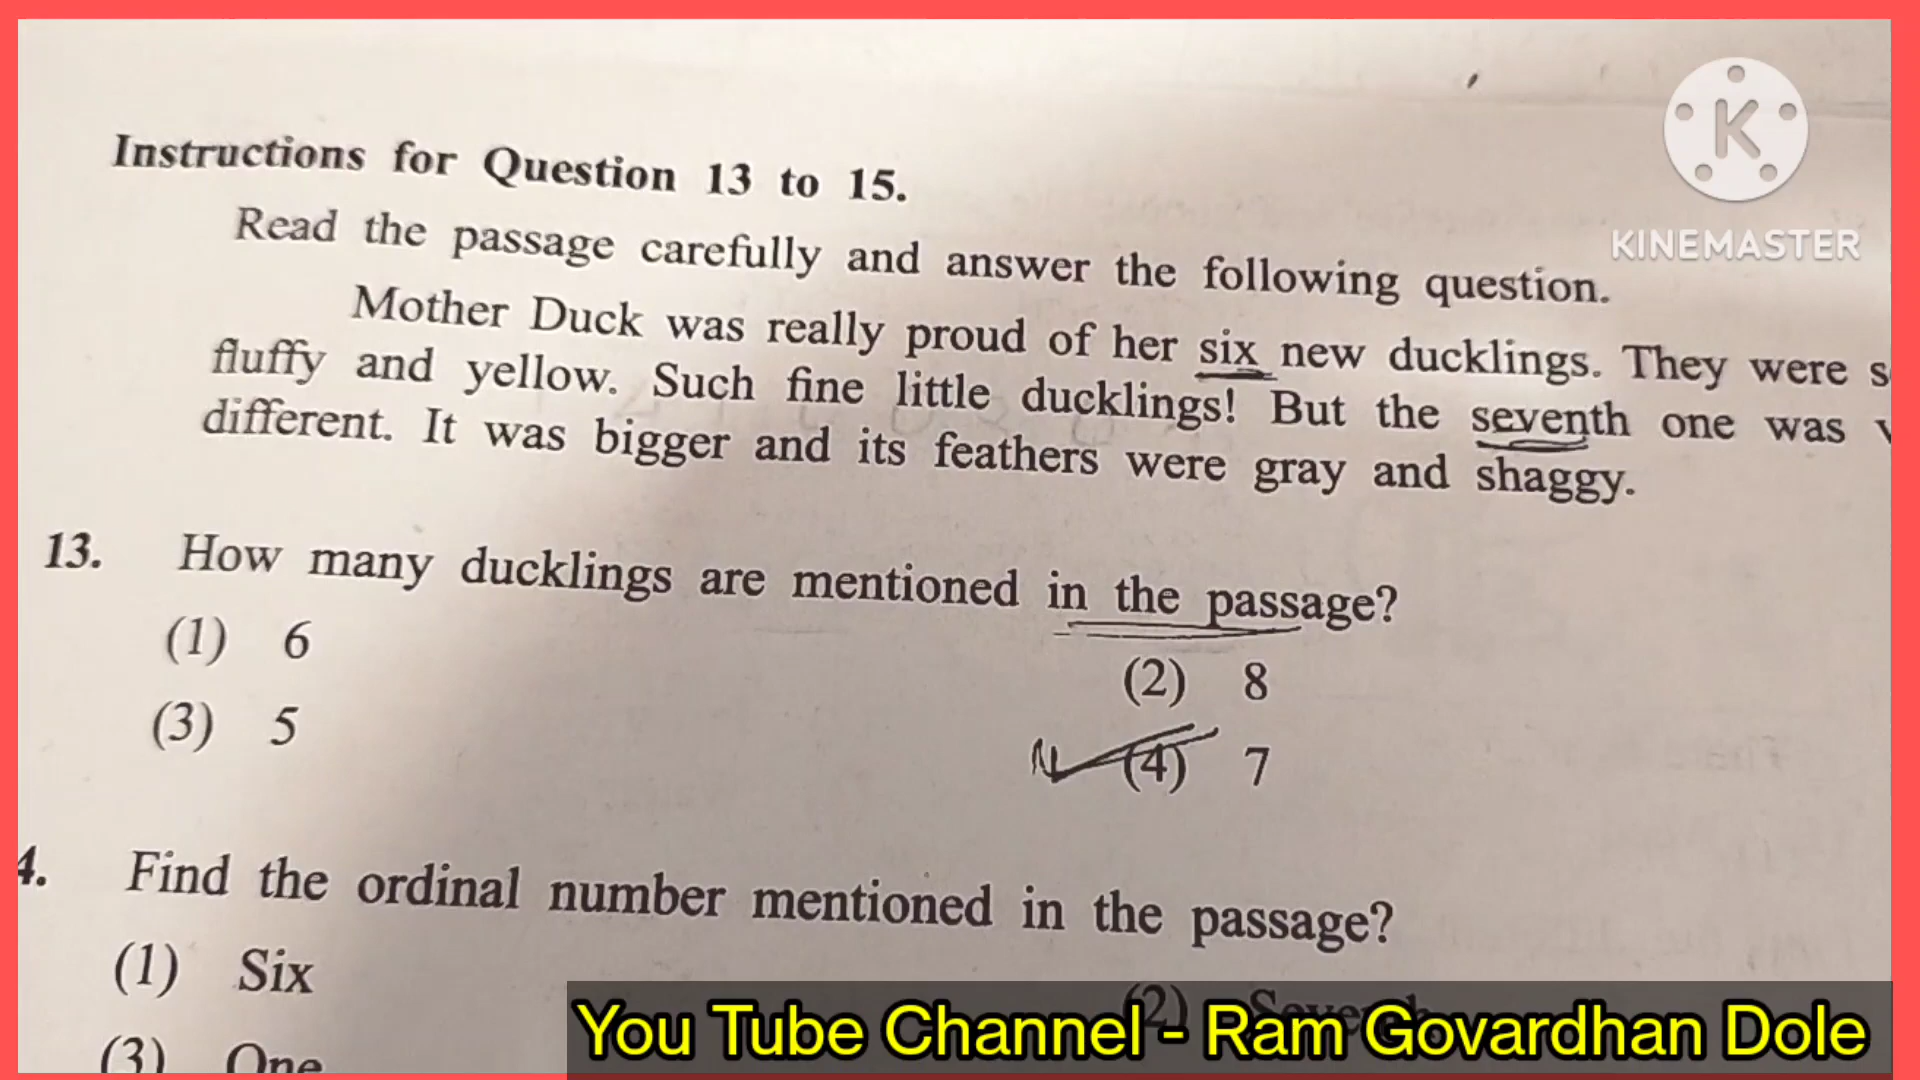 K
KINEMASTER
Instructions for Question 13 to 15.
Read the passage carefully and answer the following question.
Mother Duck was really proud of her six new ducklings. They were
fluffy and yellow. Such fine little ducklings! But the seventh one was
different. It was bigger and its feathers were gray and shaggy.
13. How many ducklings are mentioned in the passage?
(1) 6
(2) 8
(3) 5
(4) 7
4. Find the ordinal number mentioned in the passage?
(1) Six
(2)
(3) One
You Tube Channel - Ram Govardhan Dole